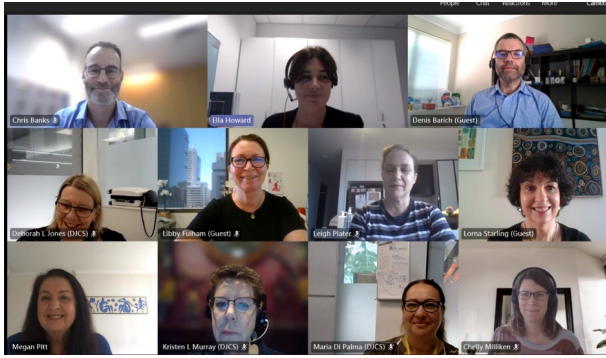 People Chat Reactions More Camera
Chris Banks
Ella Howard
Denis Barich (Guest)
Deborah L Jones (DJCS)
Libby Fulham (Guest)
Leigh Plater
Lorna Starling (Guest)
Megan Pitt
Kristen L Murray (DJCS)
Maria Di Palma (DJCS)
Chelly Milliken